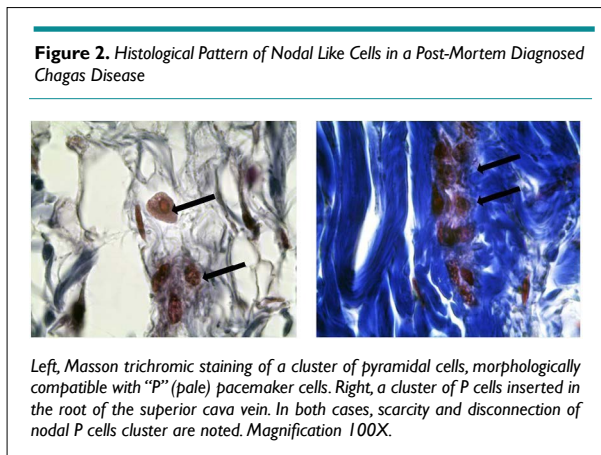 Figure 2. Histological Pattern of Nodal Like Cells in a Post-Mortem Diagnosed
Chagas Disease
Left, Masson trichromic staining of a cluster of pyramidal cells, morphologically
compatible with “P” (pale) pacemaker cells. Right, a cluster of P cells inserted in
the root of the superior cava vein. In both cases, scarcity and disconnection of
nodal P cells cluster are noted. Magnification 100X.